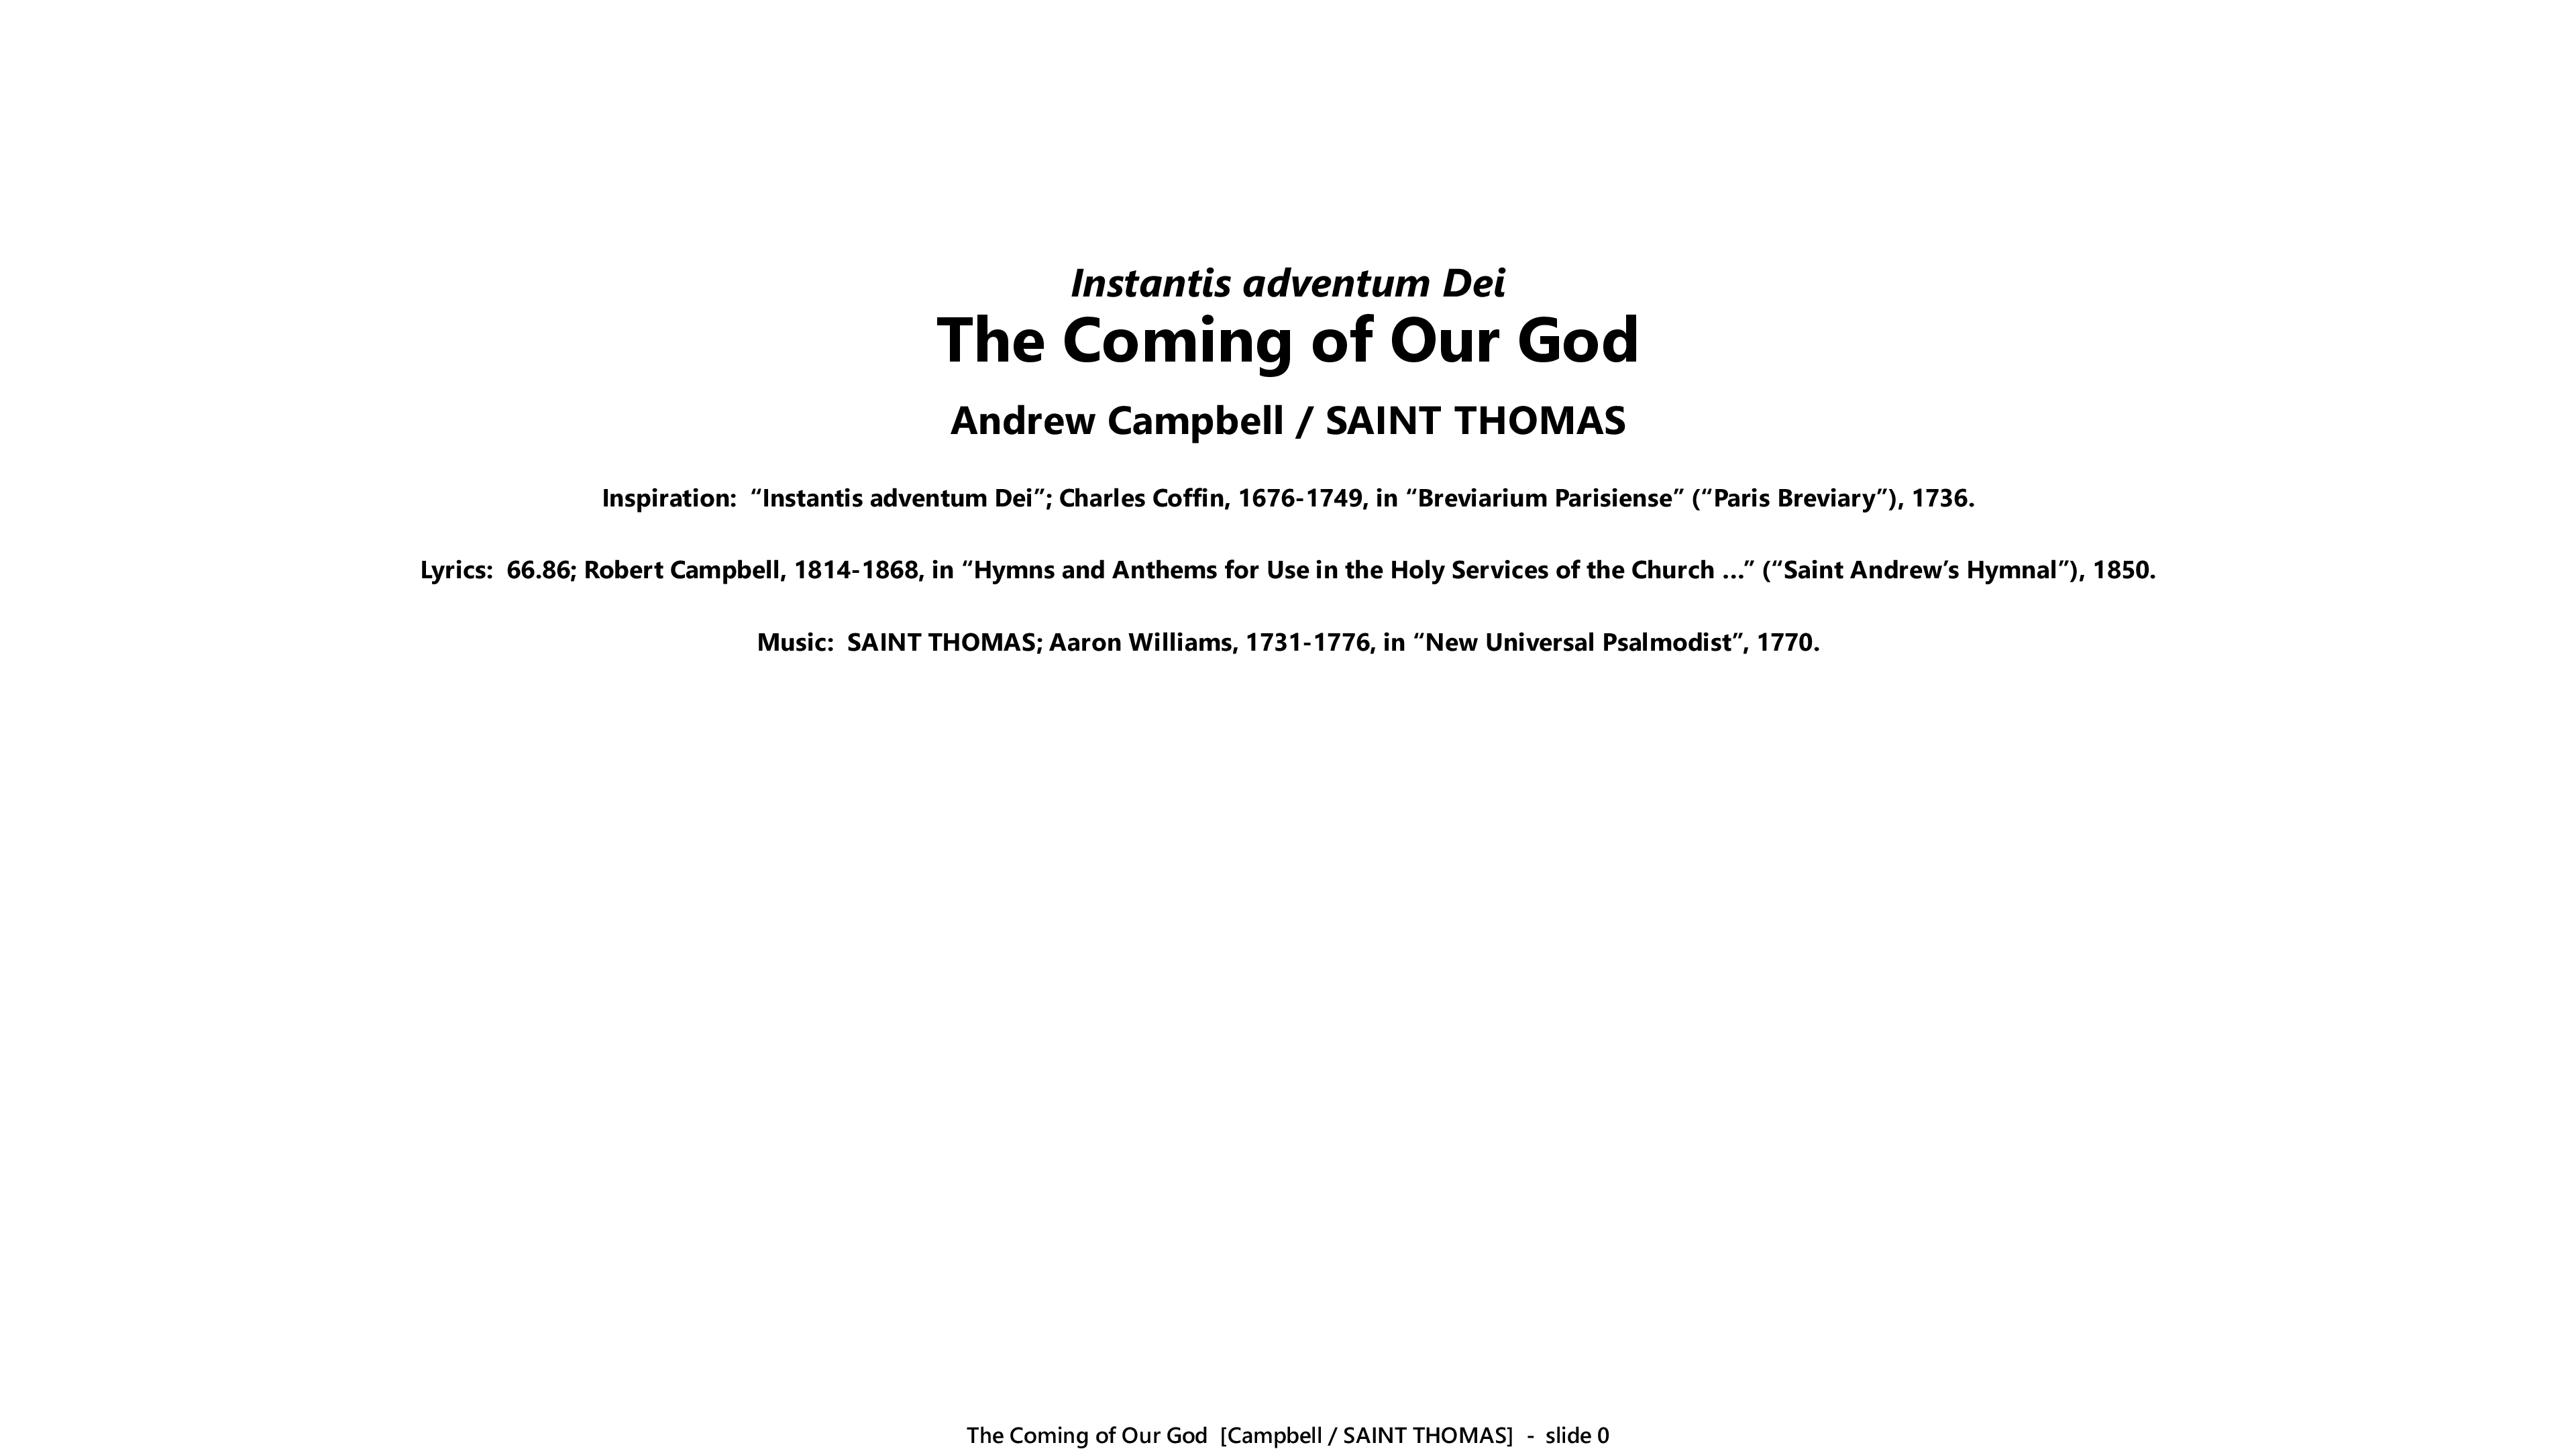 Instantis adventum Dei
The Coming of Our God
Andrew Campbell / SAINT THOMAS
Inspiration:  “Instantis adventum Dei”; Charles Coffin, 1676-1749, in “Breviarium Parisiense” (“Paris Breviary”), 1736.
Lyrics:  66.86; Robert Campbell, 1814-1868, in “Hymns and Anthems for Use in the Holy Services of the Church …” (“Saint Andrew’s Hymnal”), 1850.
Music:  SAINT THOMAS; Aaron Williams, 1731-1776, in “New Universal Psalmodist”, 1770.
The Coming of Our God  [Campbell / SAINT THOMAS]  -  slide 0